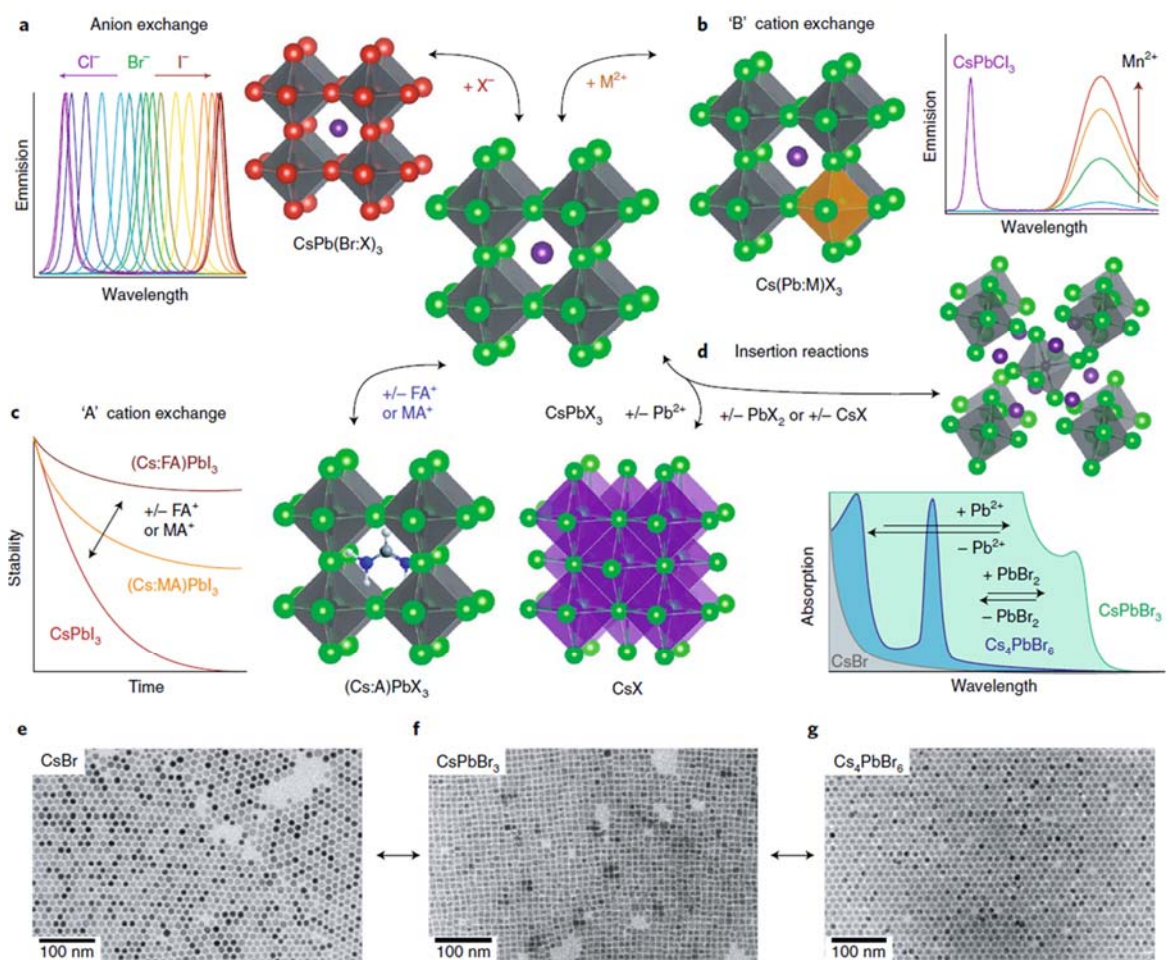 a
Anion exchange
Cl⁻ Br⁻ I⁻
Emmision
Wavelength
CsPb(Br:X)₃
+ X⁻
+ M²⁺
b
'B' cation exchange
Cs(Pb:M)X₃
CsPbCl₃
Mn²⁺
Emmision
Wavelength
c
'A' cation exchange
+/– FA⁺
or MA⁺
CsPbX₃
d
Insertion reactions
+/– Pb²⁺
+/– PbX₂ or +/– CsX
(Cs:FA)PbI₃
+/– FA⁺
or MA⁺
(Cs:MA)PbI₃
CsPbI₃
Stability
Time
(Cs:A)PbX₃
CsX
Absorption
+ Pb²⁺
– Pb²⁺
+ PbBr₂
– PbBr₂
CsPbBr₃
Cs₄PbBr₆
CsBr
Wavelength
e
CsBr
100 nm
f
CsPbBr₃
100 nm
g
Cs₄PbBr₆
100 nm